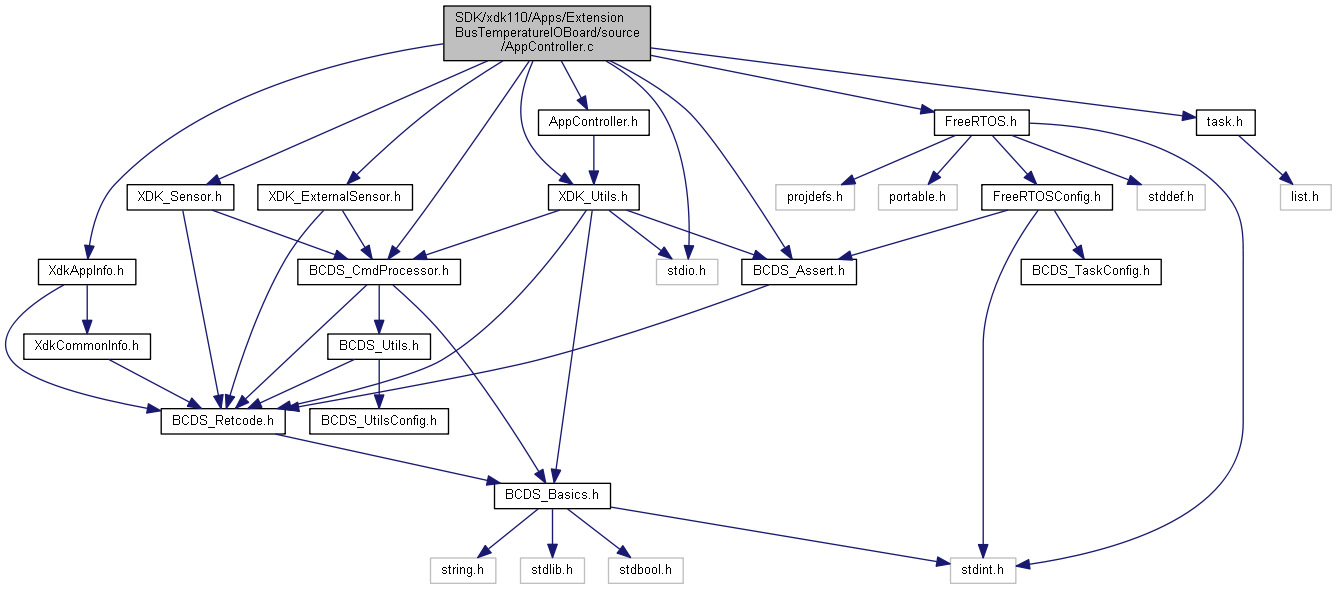 SDK/xdk110/Apps/Extension
BusTemperatureIOBoard/source
/AppController.c
AppController.h
FreeRTOS.h
task.h
XDK_Sensor.h
XDK_ExternalSensor.h
XDK_Utils.h
projdefs.h
portable.h
FreeRTOSConfig.h
stddef.h
list.h
XdkAppInfo.h
BCDS_CmdProcessor.h
stdio.h
BCDS_Assert.h
BCDS_TaskConfig.h
XdkCommonInfo.h
BCDS_Utils.h
BCDS_Retcode.h
BCDS_UtilsConfig.h
BCDS_Basics.h
string.h
stdlib.h
stdbool.h
stdint.h